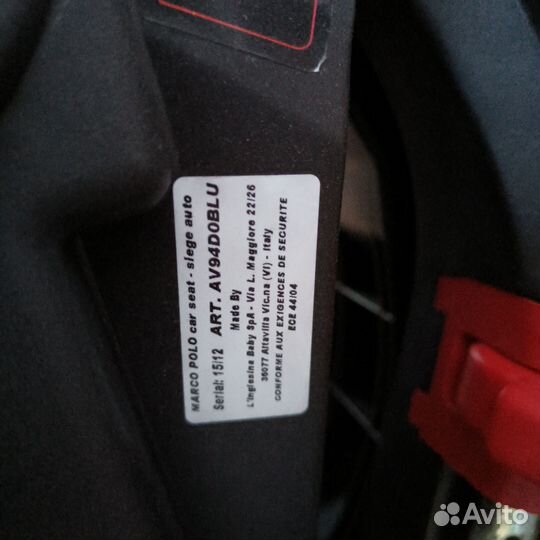 MARCO POLO car seat - siege auto
Serial: 15/12 ART. AV94D0BLU
Made By
L'Inglesina Baby SpA - Via L. Maggiore 22/26
36077 Altavilla Vic.na (VI) - Italy
CONFORME AUX EXIGENCES DE SECURITE
ECE 44/04
Avito